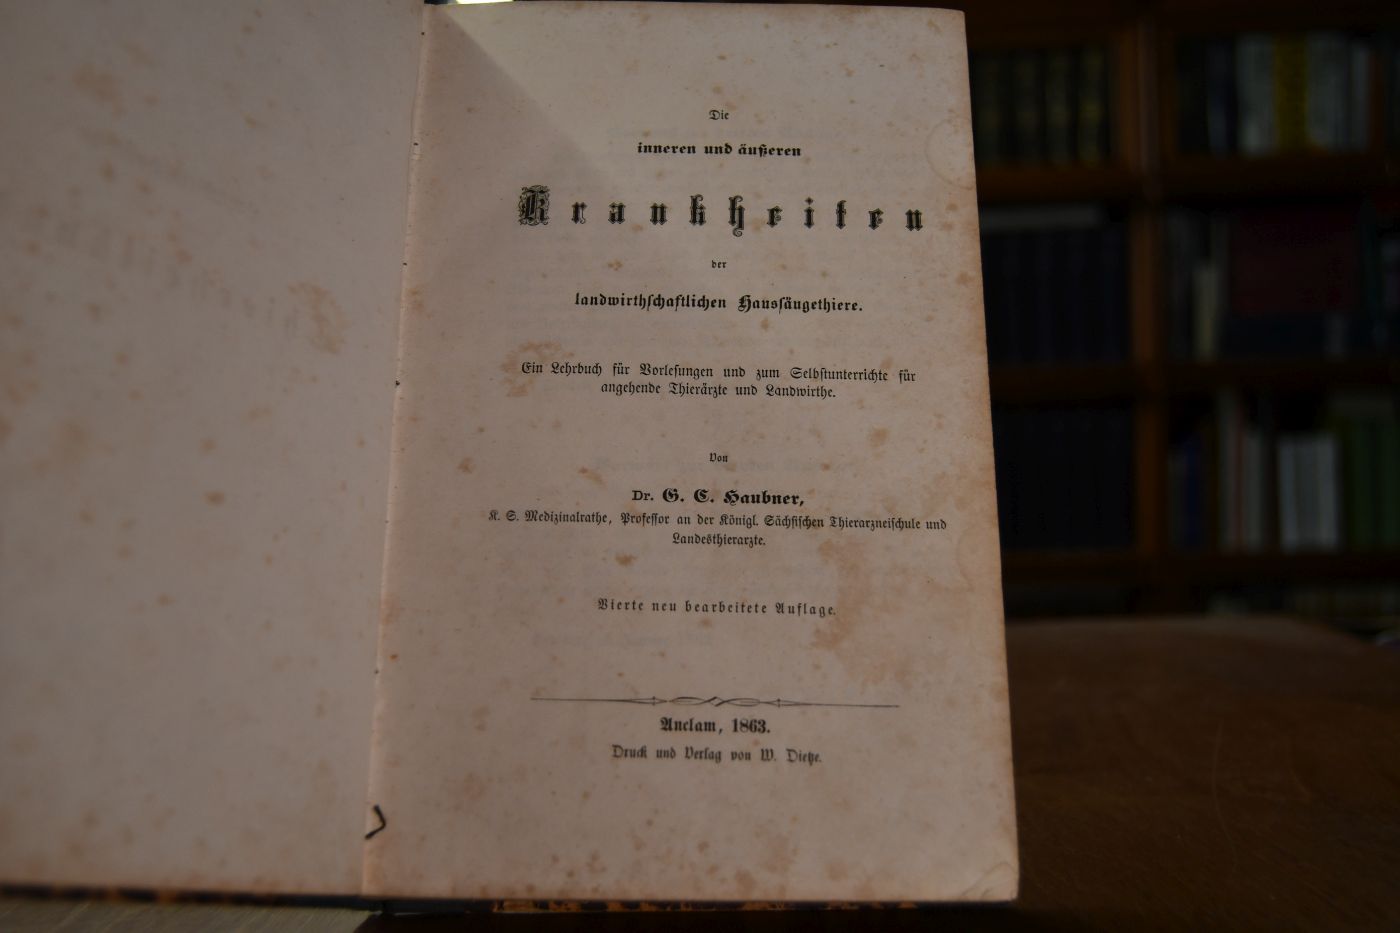 Die
inneren und äußeren
Krankheiten
der
landwirthschaftlichen Haussäugethiere.
Ein Lehrbuch für Vorlesungen und zum Selbstunterrichte für
angehende Thierärzte und Landwirthe.
Von
Dr. G. C. Haubner,
K. S. Medizinalrathe, Professor an der Königl. Sächsischen Thierarzneischule und
Landesthierarzte.
Vierte neu bearbeitete Auflage.
Anclam, 1863.
Druck und Verlag von W. Dietze.